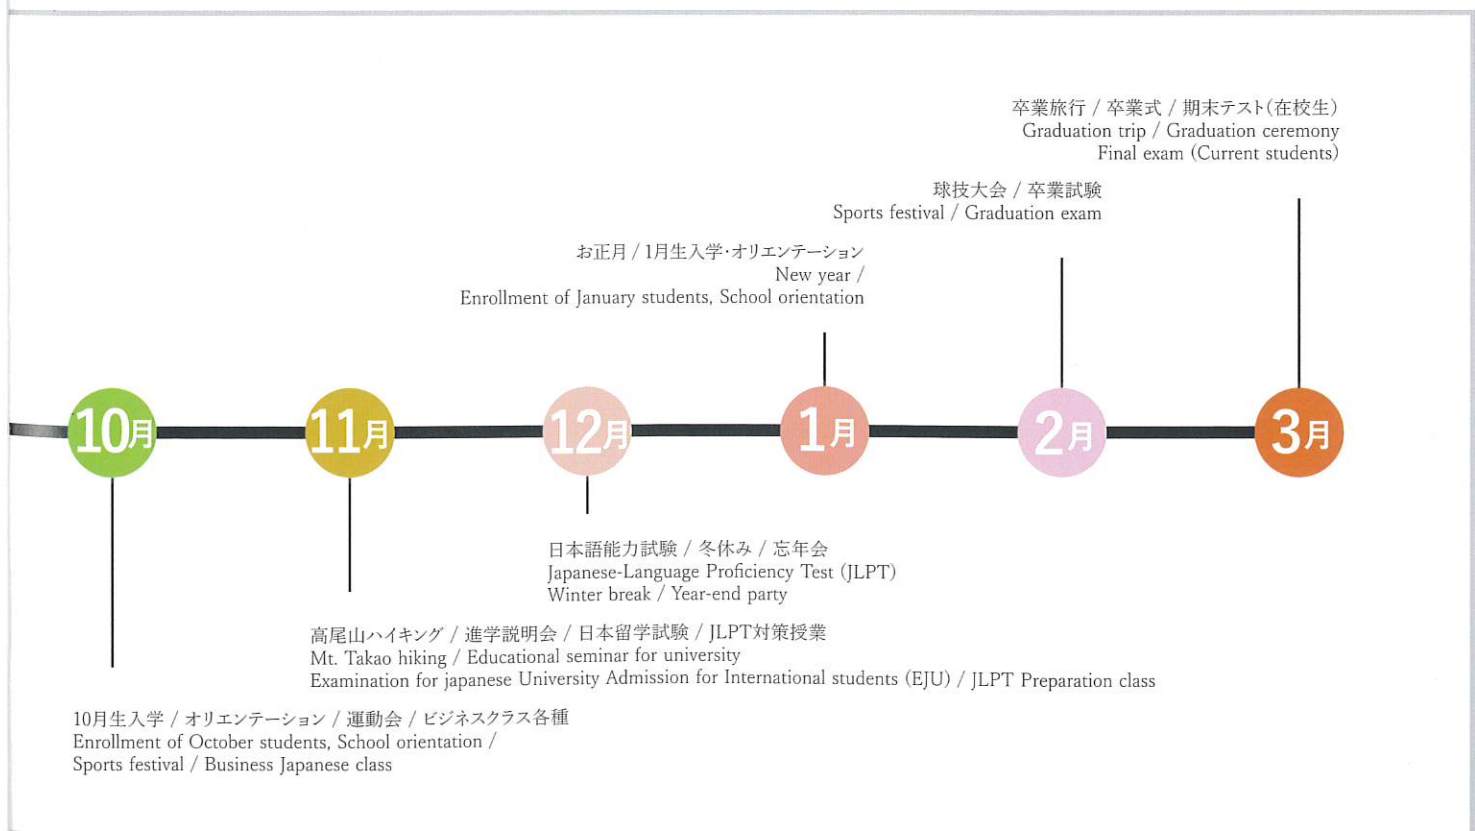 卒業旅行 / 卒業式 / 期末テスト(在校生)
Graduation trip / Graduation ceremony
Final exam (Current students)
球技大会 / 卒業試験
Sports festival / Graduation exam
お正月 / 1月生入学・オリエンテーション
New year /
Enrollment of January students, School orientation
10月
11月
12月
1月
2月
3月
日本語能力試験 / 冬休み / 忘年会
Japanese-Language Proficiency Test (JLPT)
Winter break / Year-end party
高尾山ハイキング / 進学説明会 / 日本留学試験 / JLPT対策授業
Mt. Takao hiking / Educational seminar for university
Examination for japanese University Admission for International students (EJU) / JLPT Preparation class
10月生入学 / オリエンテーション / 運動会 / ビジネスクラス各種
Enrollment of October students, School orientation /
Sports festival / Business Japanese class